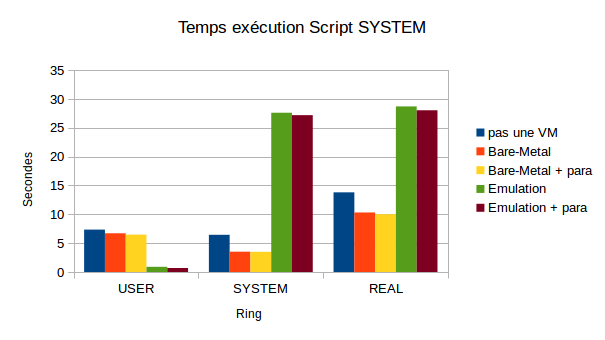 Temps exécution Script SYSTEM
35
30
25
20
15
10
5
0
Secondes
USER
SYSTEM
REAL
Ring
pas une VM
Bare-Metal
Bare-Metal + para
Emulation
Emulation + para